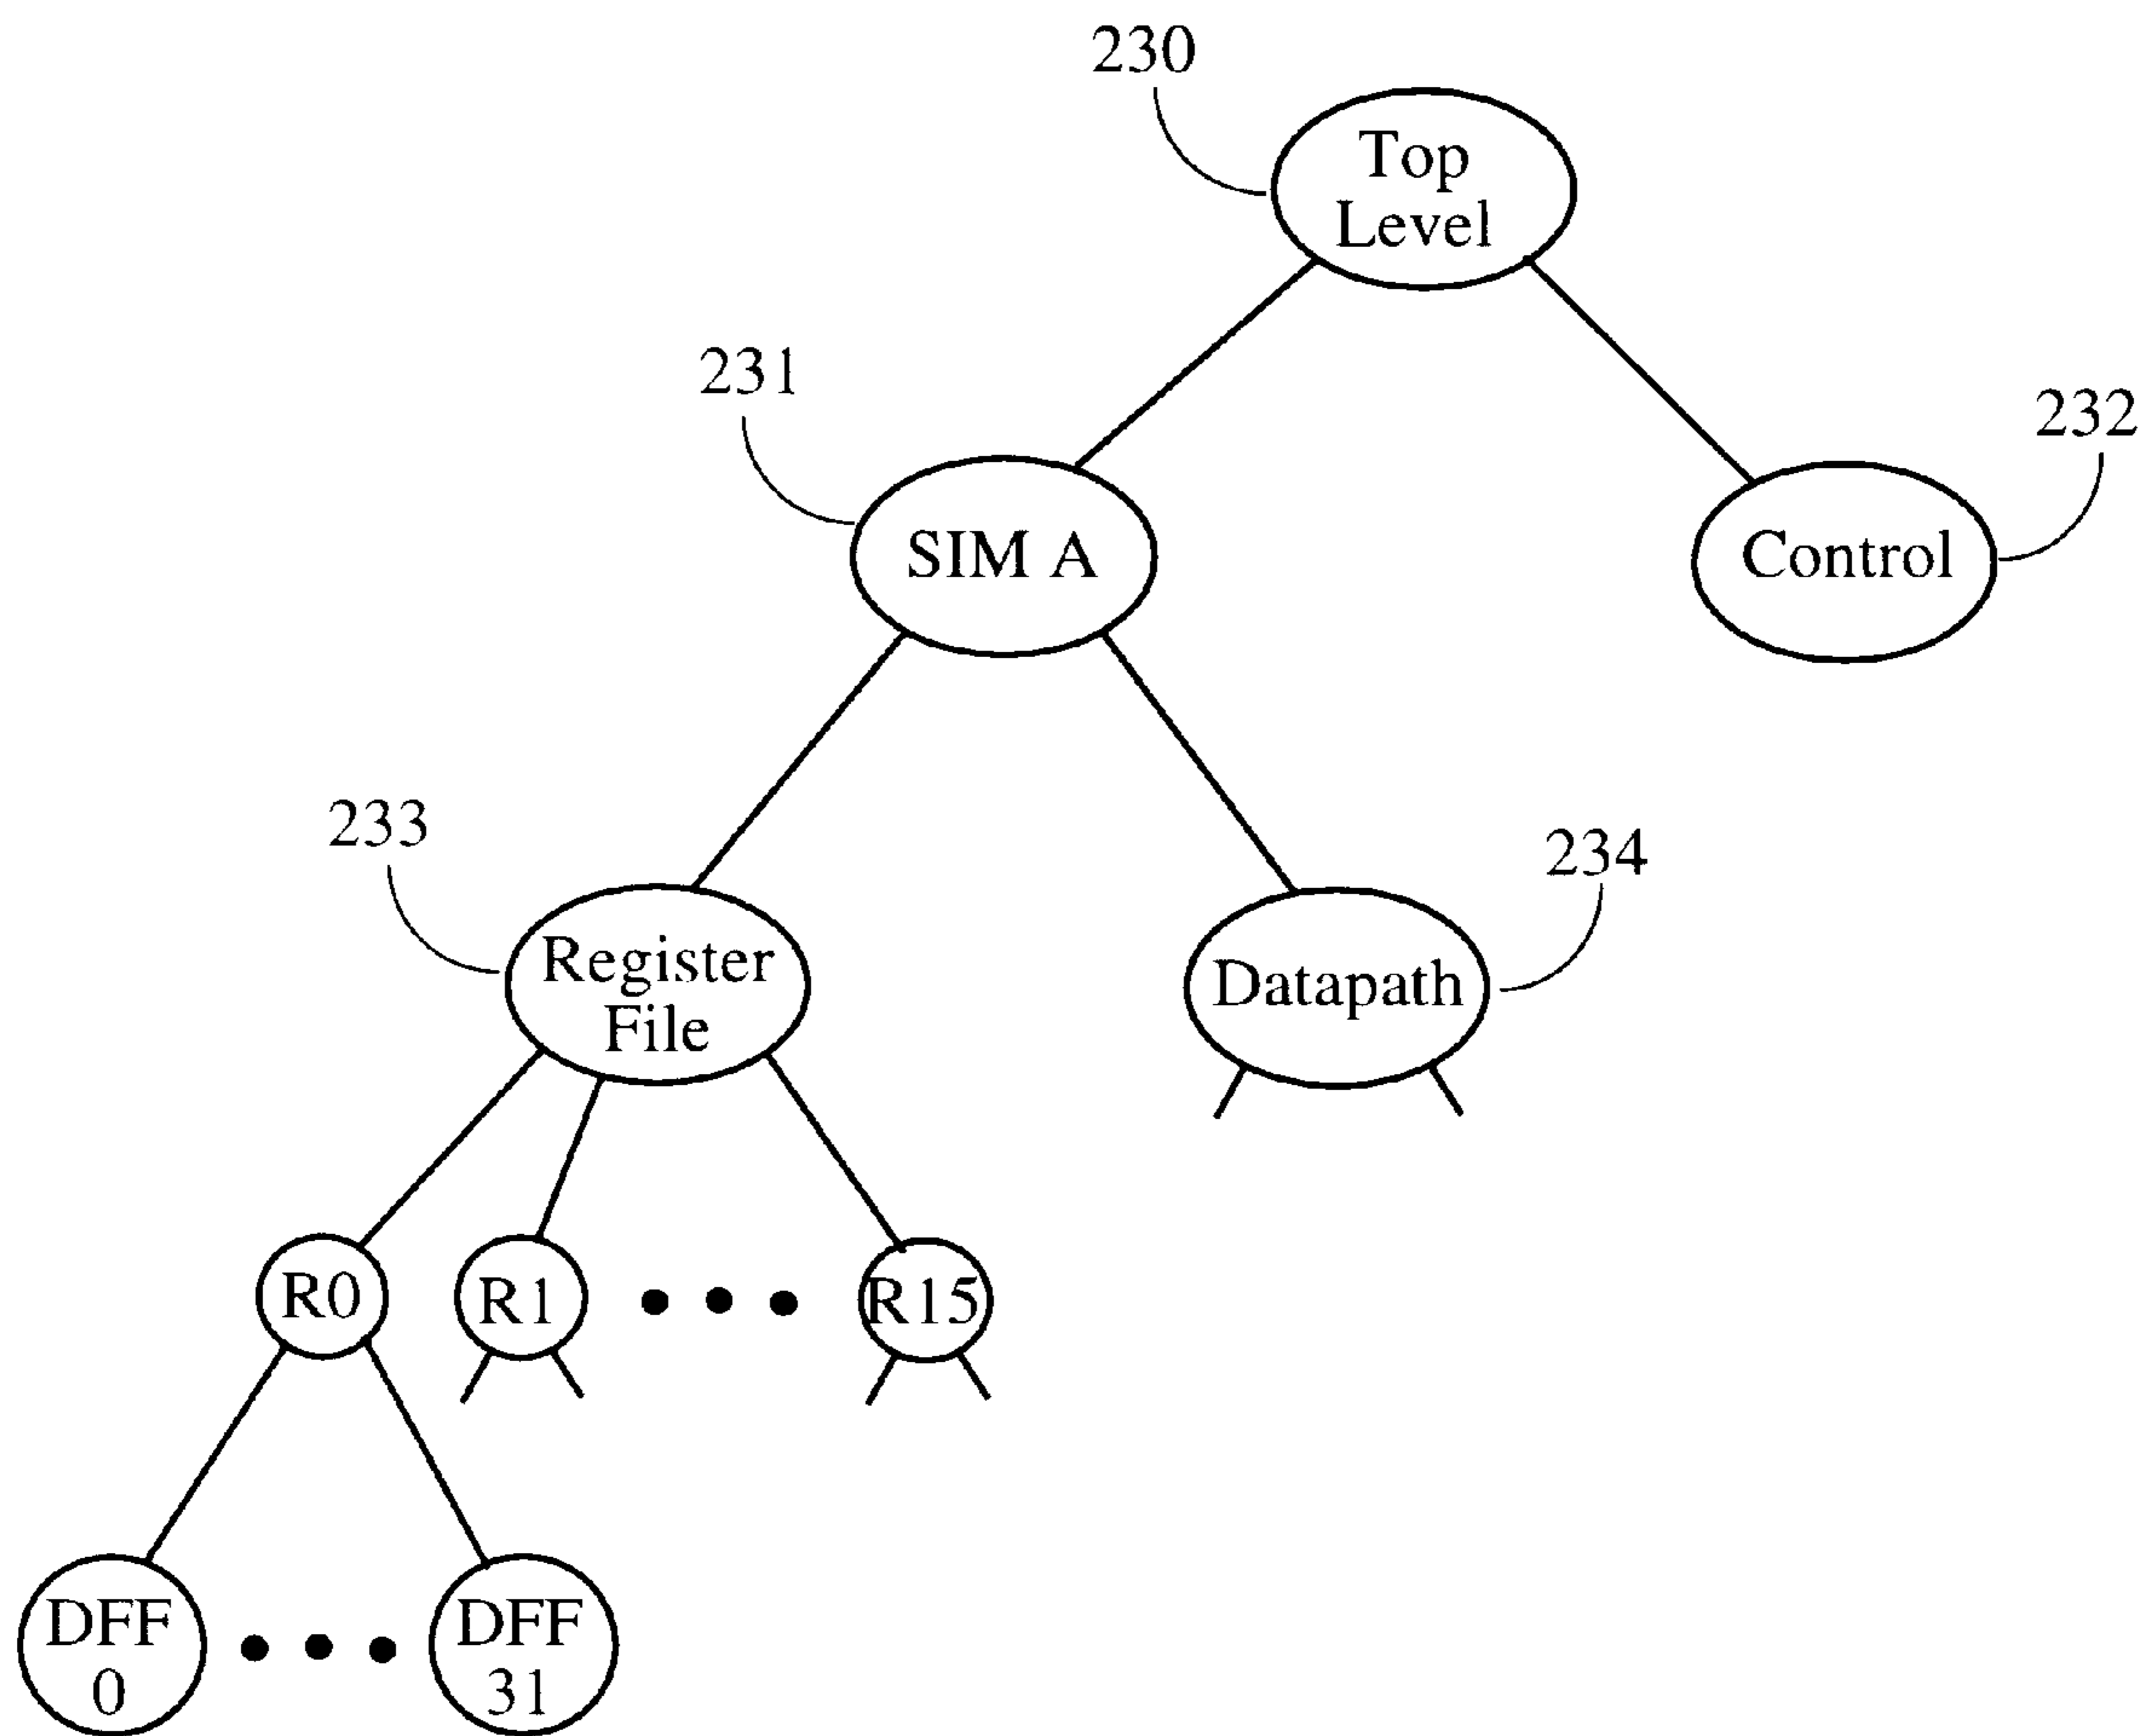 230
Top
Level
231
232
SIM A
Control
233
234
Register
File
Datapath
R0
R1
R15
DFF
0
DFF
31